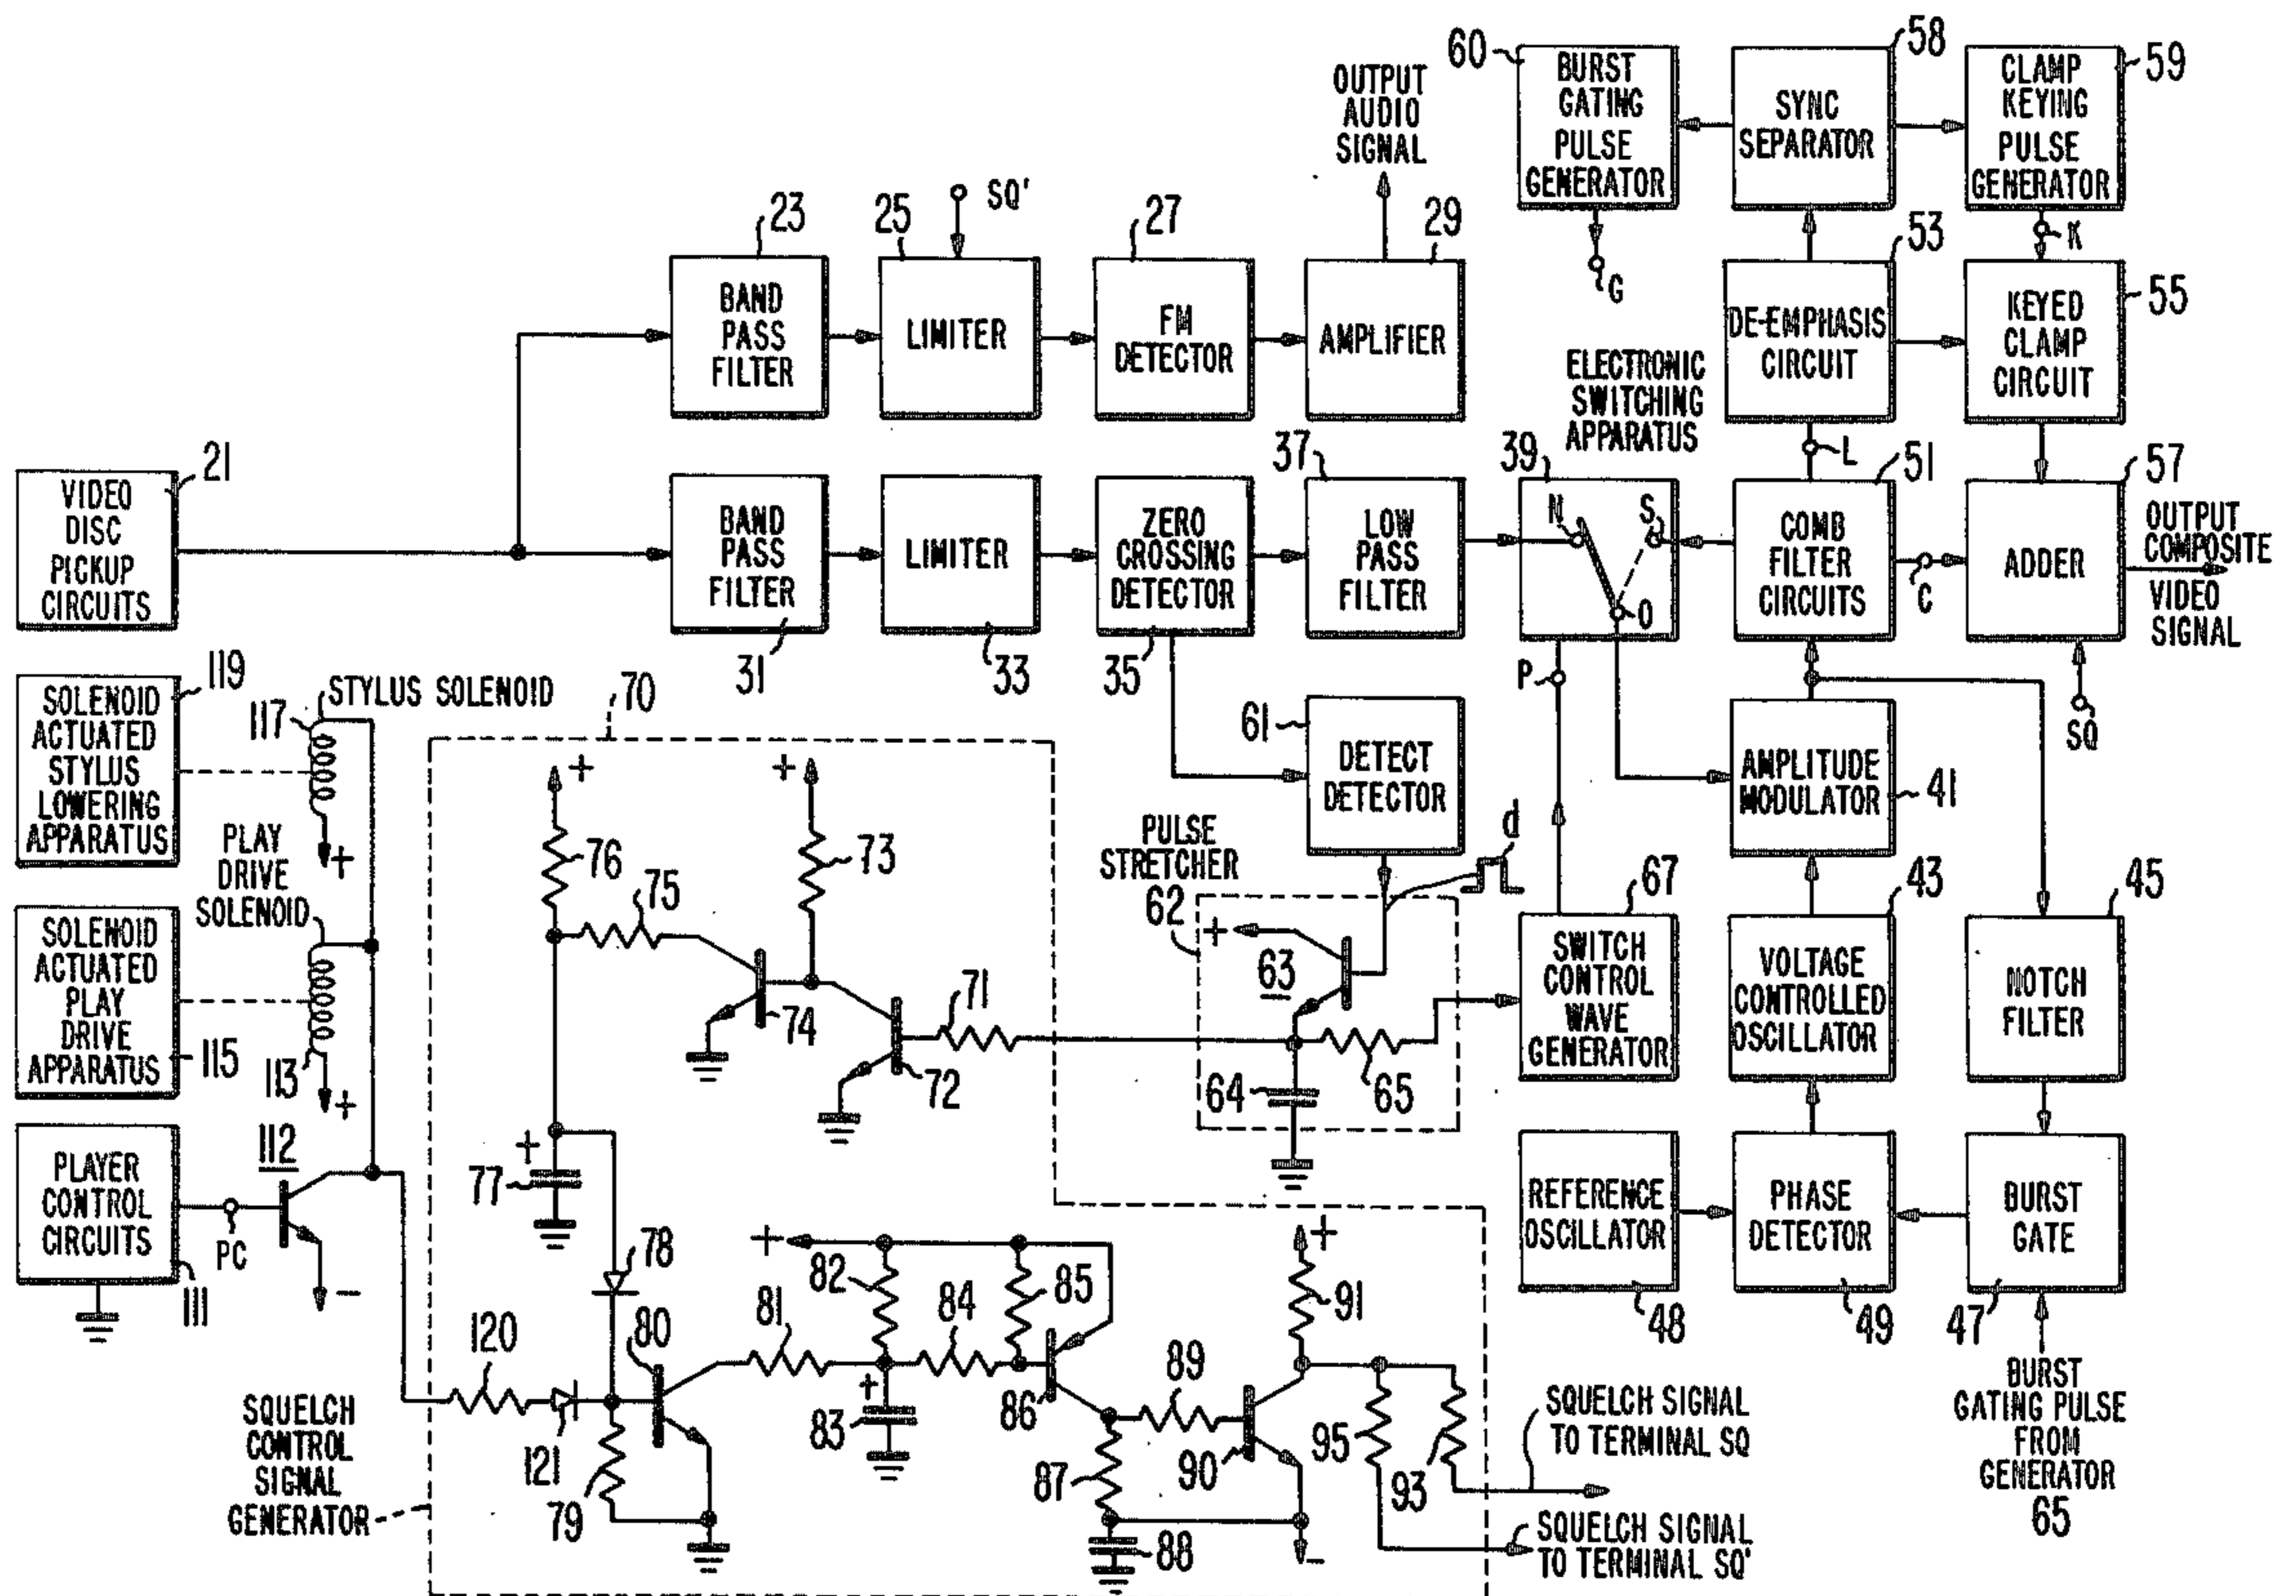 58
60
BURST
GATING
PULSE
GENERATOR
SYNC
SEPARATOR
CLAMP
KEYING
PULSE
GENERATOR
59
OUTPUT
AUDIO
SIGNAL
SQ'
23
25
27
29
G
53
K
BAND
PASS
FILTER
LIMITER
FM
DETECTOR
AMPLIFIER
ELECTRONIC
SWITCHING
APPARATUS
DE-EMPHASIS
CIRCUIT
KEYED
CLAMP
CIRCUIT
55
21
VIDEO
DISC
PICKUP
CIRCUITS
BAND
PASS
FILTER
31
LIMITER
33
ZERO
CROSSING
DETECTOR
35
37
LOW
PASS
FILTER
39
N
S
O
P
L
51
COMB
FILTER
CIRCUITS
C
57
ADDER
OUTPUT
COMPOSITE
VIDEO
SIGNAL
SQ
119
SOLENOID
ACTUATED
STYLUS
LOWERING
APPARATUS
STYLUS SOLENOID
117
+
70
61
DETECT
DETECTOR
AMPLITUDE
MODULATOR
41
PLAY
DRIVE
SOLENOID
SOLENOID
ACTUATED
PLAY
DRIVE
APPARATUS
115
113
+
+
+
76
75
73
74
71
72
PULSE
STRETCHER
62
d
+
63
64
65
67
SWITCH
CONTROL
WAVE
GENERATOR
43
VOLTAGE
CONTROLLED
OSCILLATOR
45
NOTCH
FILTER
PLAYER
CONTROL
CIRCUITS
111
PC
112
-
+
77
78
REFERENCE
OSCILLATOR
48
PHASE
DETECTOR
49
BURST
GATE
47
BURST
GATING PULSE
FROM
GENERATOR
65
120
121
79
80
81
+
82
+
83
84
85
86
87
88
89
90
+
91
-
95
93
SQUELCH
CONTROL
SIGNAL
GENERATOR
SQUELCH SIGNAL
TO TERMINAL SQ
SQUELCH SIGNAL
TO TERMINAL SQ'